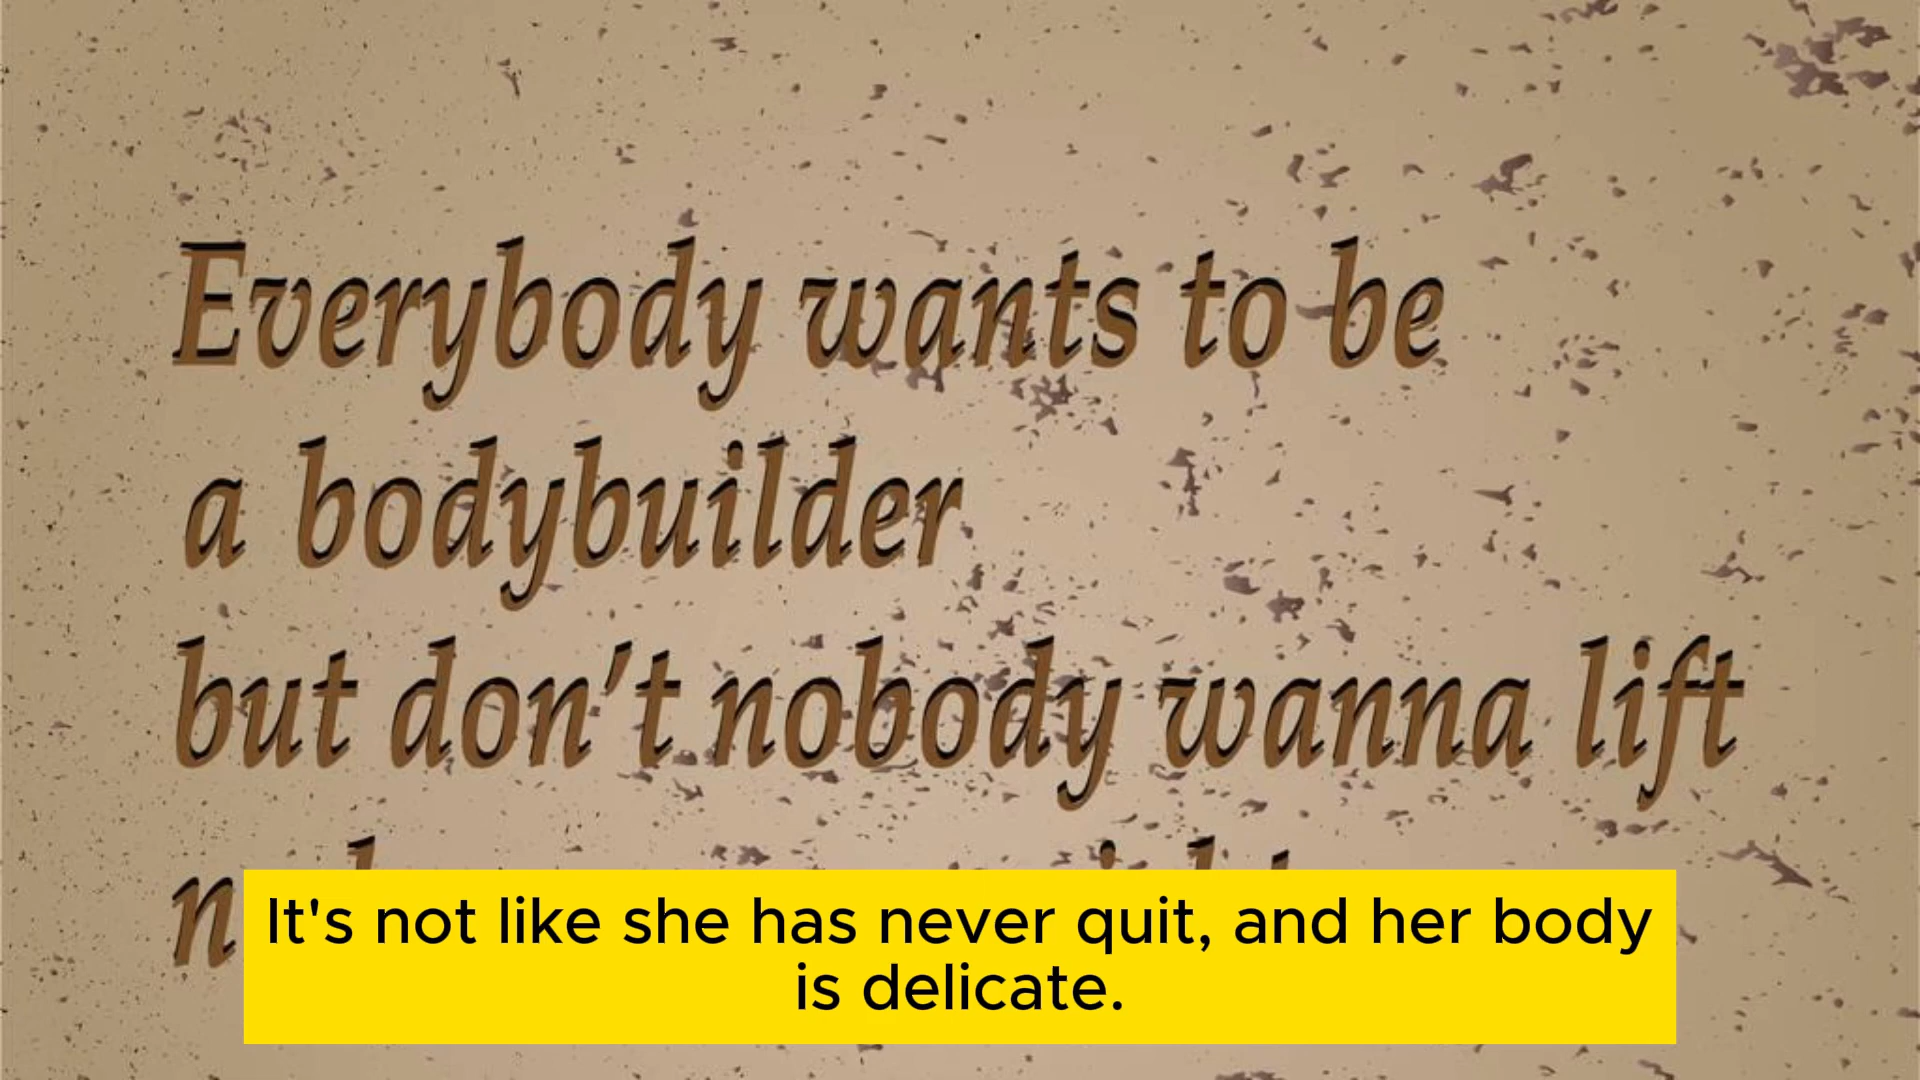 Everybody wants to be
a bodybuilder
but don't nobody wanna lift
It's not like she has never quit, and her body
is delicate.